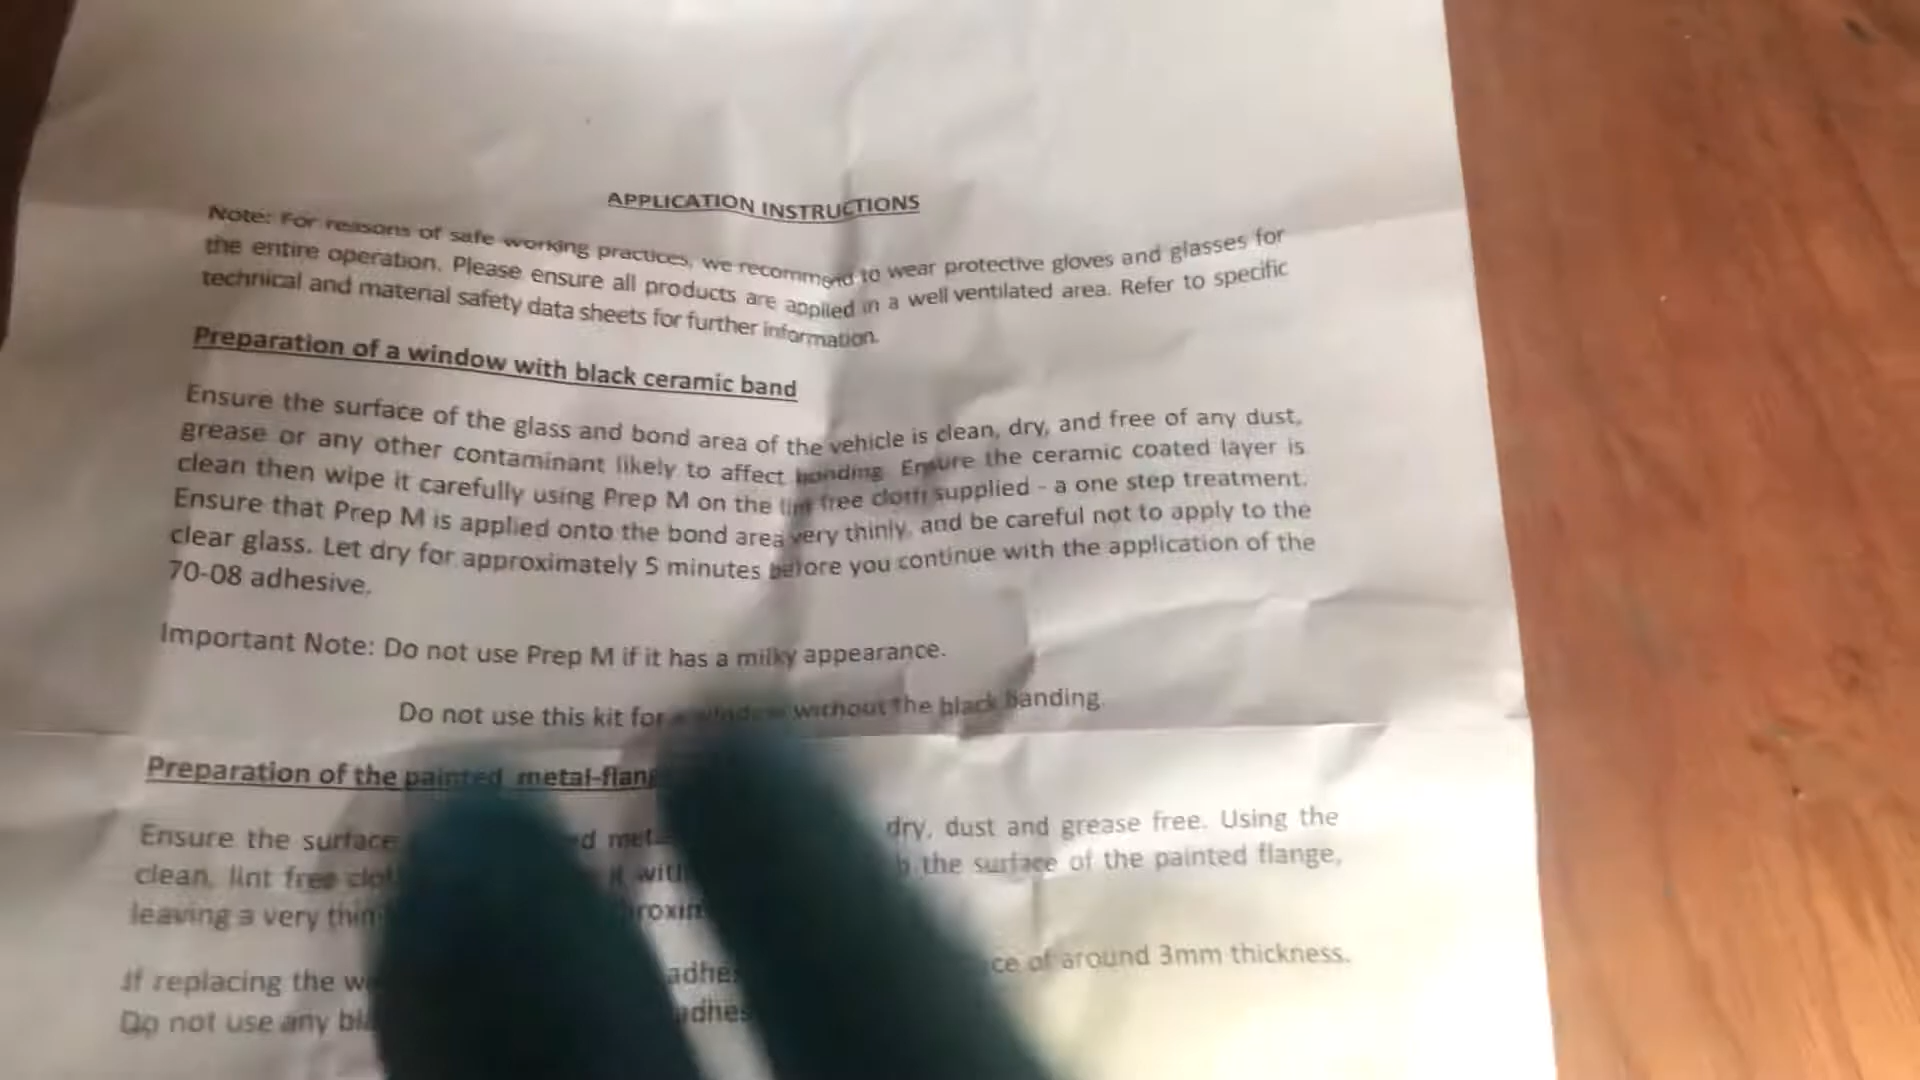 APPLICATION INSTRUCTIONS
Note: For reasons of safe working practices, we recommend to wear protective gloves and glasses for
the entire operation. Please ensure all products are applied in a well ventilated area. Refer to specific
technical and material safety data sheets for further information.
Preparation of a window with black ceramic band
Ensure the surface of the glass and bond area of the vehicle is clean, dry, and free of any dust,
grease or any other contaminant likely to affect bonding. Ensure the ceramic coated layer is
clean then wipe it carefully using Prep M on the lint free cloth supplied - a one step treatment.
Ensure that Prep M is applied onto the bond area very thinly, and be careful not to apply to the
clear glass. Let dry for approximately 5 minutes before you continue with the application of the
70-08 adhesive.
Important Note: Do not use Prep M if it has a milky appearance.
Do not use this kit for a window without the black banding.
Preparation of the painted metal-flang
Ensure the surface dry, dust and grease free. Using the
clean, lint free the surface of the painted flange,
leaving a very thin
If replacing the of around 3mm thickness.
Do not use any